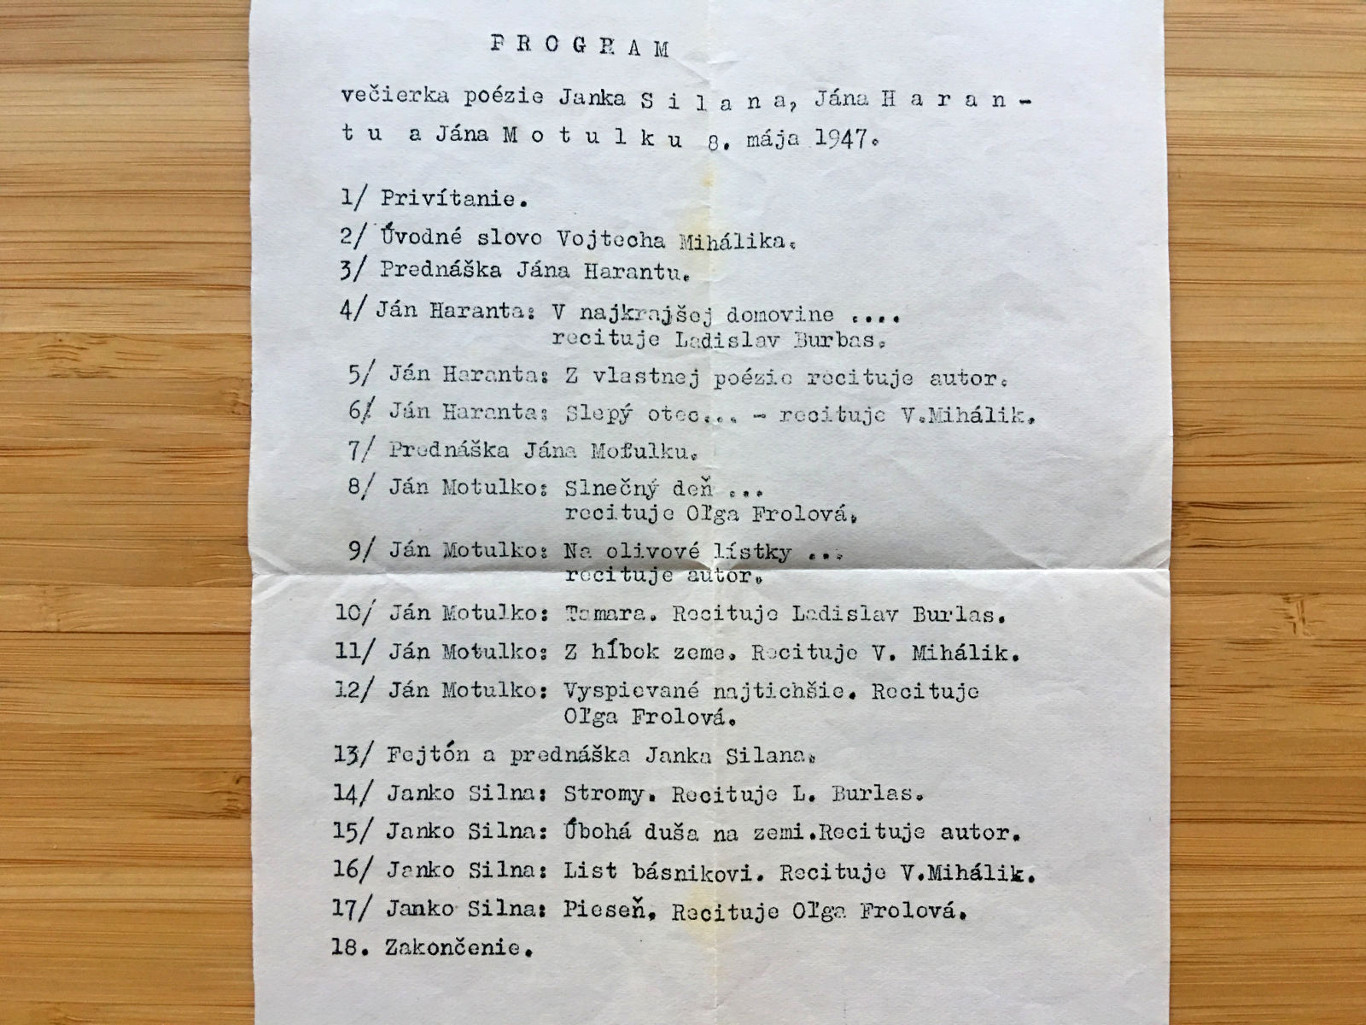 P R O G R A M
večierka poézie Janka S i l a n a, Jána H a r a n -
t u a Jána M o t u l k u 8. mája 1947.
1/ Privítanie.
2/ Úvodné slovo Vojtecha Mihálika.
3/ Prednáška Jána Harantu.
4/ Ján Haranta: V najkrajšej domovine ....
recituje Ladislav Burbas.
5/ Ján Haranta: Z vlastnej poézie recituje autor.
6/ Ján Haranta: Slepý otec... - recituje V.Mihálik.
7/ Prednáška Jána Motulku.
8/ Ján Motulko: Slnečný deň ...
recituje Oľga Frolová.
9/ Ján Motulko: Na olivové lístky ...
recituje autor.
10/ Ján Motulko: Tamara. Recituje Ladislav Burlas.
11/ Ján Motulko: Z hĺbok zeme. Recituje V. Mihálik.
12/ Ján Motulko: Vyspievané najtichšie. Recituje
Oľga Frolová.
13/ Fejtón a prednáška Janka Silana.
14/ Janko Silna: Stromy. Recituje L. Burlas.
15/ Janko Silna: Úbohá duša na zemi.Recituje autor.
16/ Janko Silna: List básnikovi. Recituje V.Mihálik.
17/ Janko Silna: Pieseň. Recituje Oľga Frolová.
18. Zakončenie.